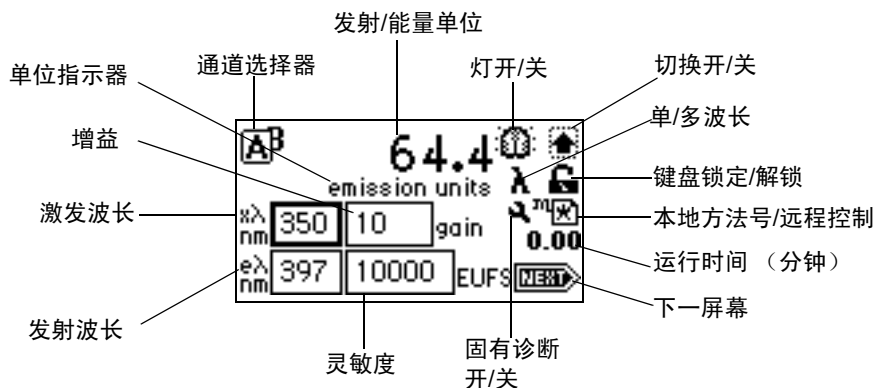 发射/能量单位
单位指示器
通道选择器
灯开/关
切换开/关
增益
单/多波长
激发波长
键盘锁定/解锁
本地方法号/远程控制
运行时间 （分钟）
下一屏幕
发射波长
灵敏度
固有诊断
开/关
A B
64.4
emission units
λ
xλ
nm
350
10
gain
m
0.00
eλ
nm
397
10000
EUFS
NEXT